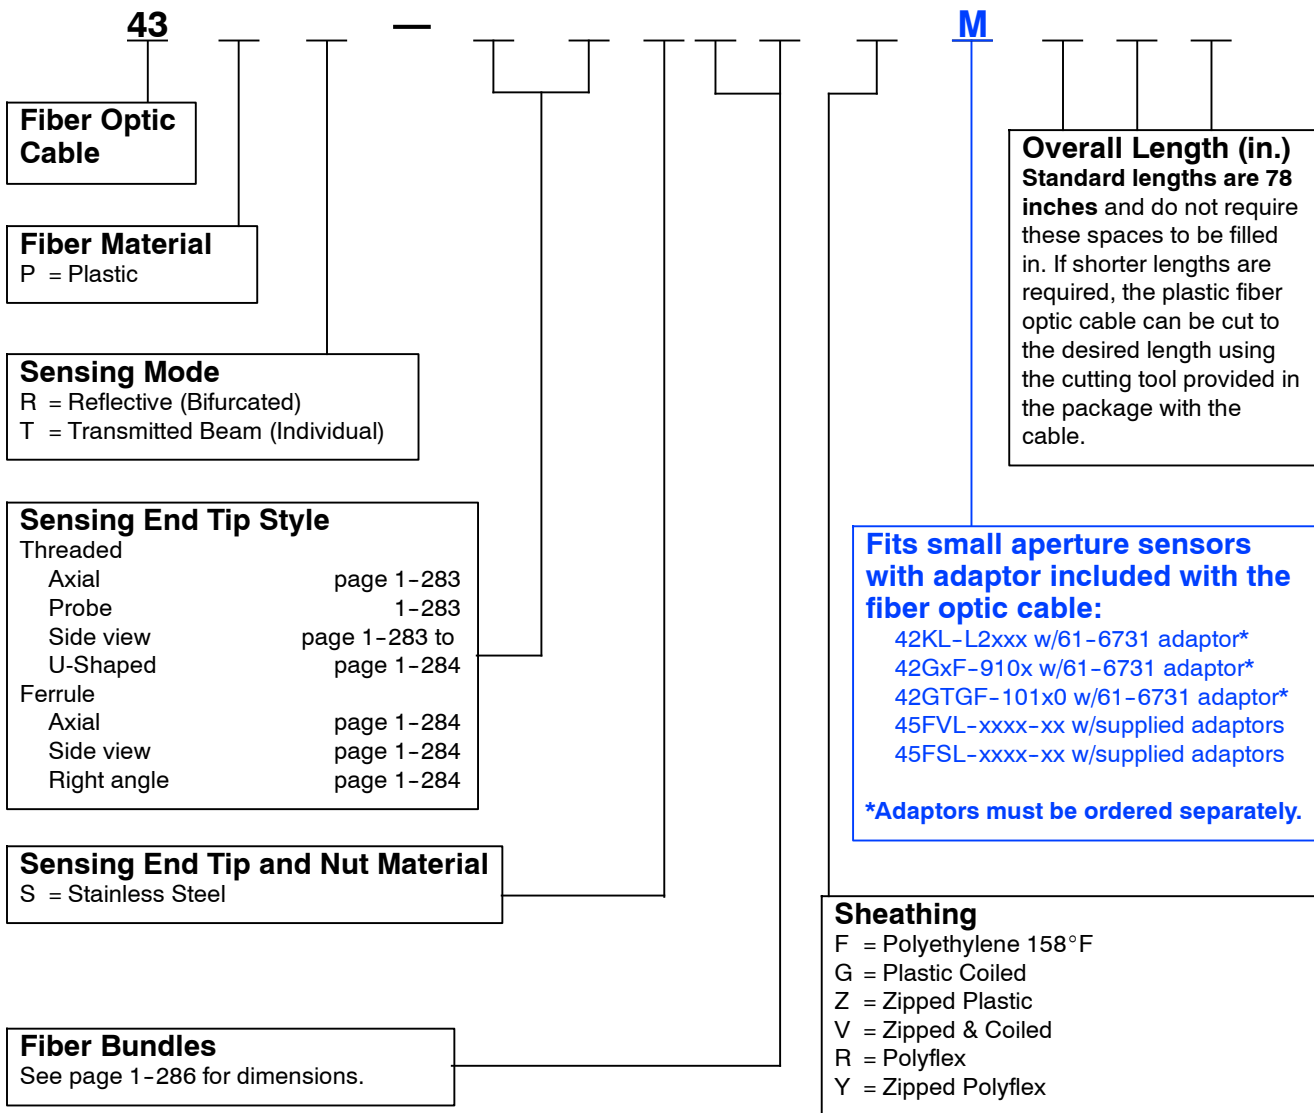 43 — M
Fiber Optic
Cable
Fiber Material
P = Plastic
Sensing Mode
R = Reflective (Bifurcated)
T = Transmitted Beam (Individual)
Sensing End Tip Style
Threaded
Axial page 1-283
Probe 1-283
Side view page 1-283 to
U-Shaped page 1-284
Ferrule
Axial page 1-284
Side view page 1-284
Right angle page 1-284
Sensing End Tip and Nut Material
S = Stainless Steel
Fiber Bundles
See page 1-286 for dimensions.
Overall Length (in.)
Standard lengths are 78
inches and do not require
these spaces to be filled
in. If shorter lengths are
required, the plastic fiber
optic cable can be cut to
the desired length using
the cutting tool provided in
the package with the
cable.
Fits small aperture sensors
with adaptor included with the
fiber optic cable:
42KL-L2xxx w/61-6731 adaptor*
42GxF-910x w/61-6731 adaptor*
42GTGF-101x0 w/61-6731 adaptor*
45FVL-xxxx-xx w/supplied adaptors
45FSL-xxxx-xx w/supplied adaptors
*Adaptors must be ordered separately.
Sheathing
F = Polyethylene 158°F
G = Plastic Coiled
Z = Zipped Plastic
V = Zipped & Coiled
R = Polyflex
Y = Zipped Polyflex